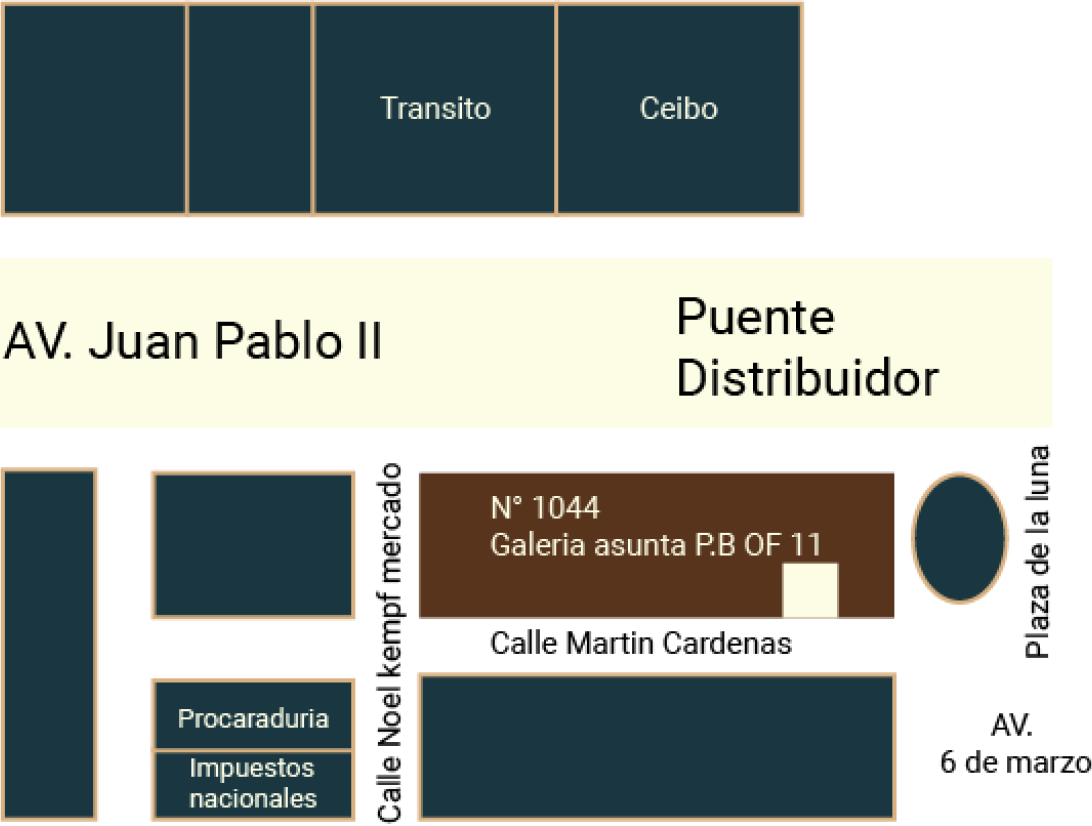 Transito
Ceibo
AV. Juan Pablo II
Puente
Distribuidor
Calle Noel kempf mercado
N° 1044
Galeria asunta P.B OF 11
Plaza de la luna
Calle Martin Cardenas
Procaraduria
Impuestos
nacionales
AV.
6 de marzo